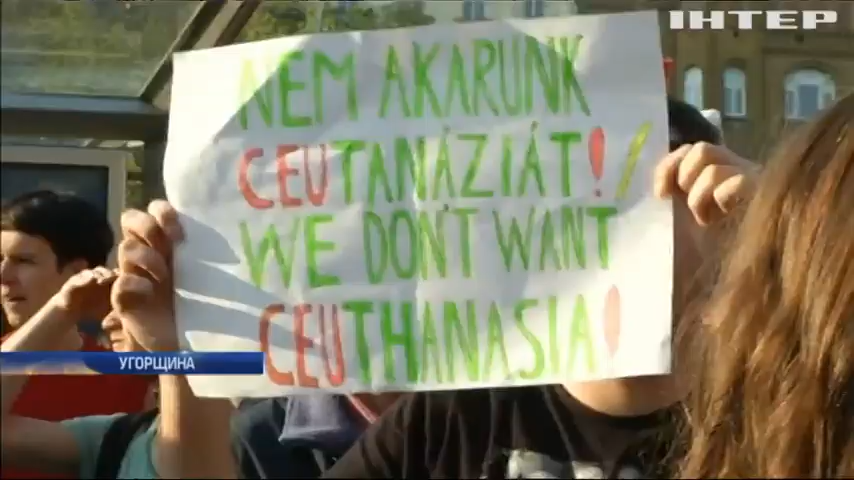 ІНТЕР
NEM AKARUNK
CEUTANÁZIÁT! /
WE DON'T WANT
CEUTHANASIA!
УГОРЩИНА